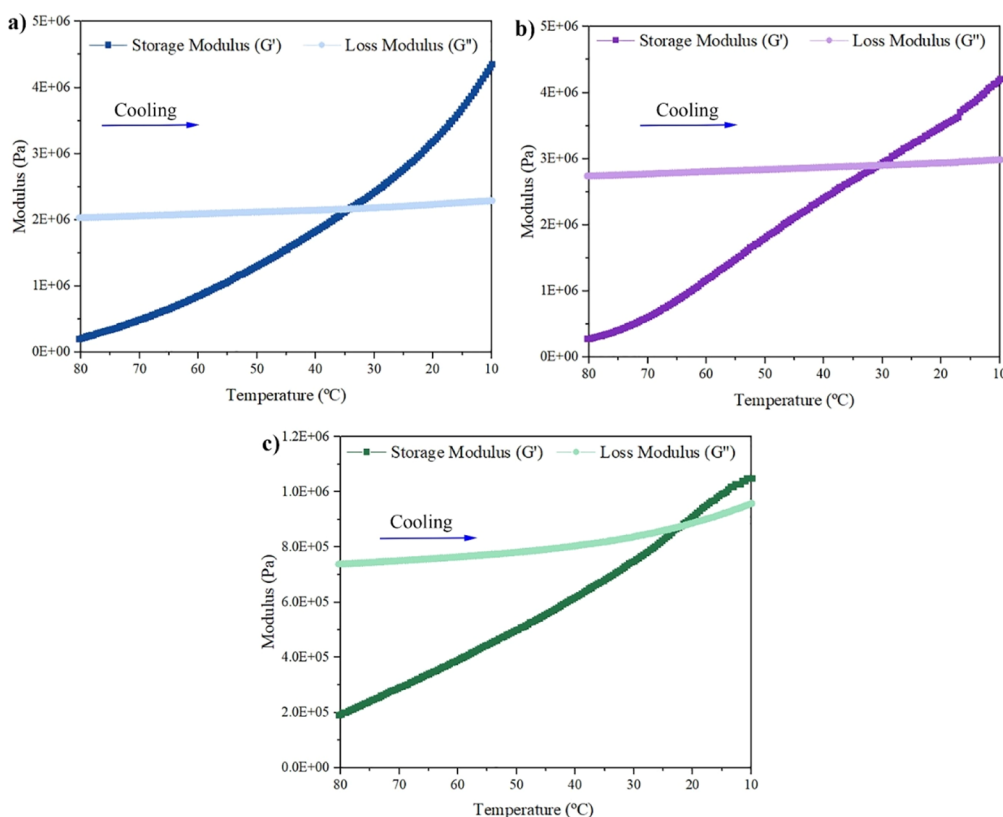 a)
5E+06
Storage Modulus (G') Loss Modulus (G'')
4E+06
Cooling
3E+06
Modulus (Pa)
2E+06
1E+06
0E+00
80 70 60 50 40 30 20 10
Temperature (ºC)
b)
5E+06
Storage Modulus (G') Loss Modulus (G'')
4E+06
Cooling
3E+06
Modulus (Pa)
2E+06
1E+06
0E+00
80 70 60 50 40 30 20 10
Temperature (ºC)
c)
1.2E+06
Storage Modulus (G') Loss Modulus (G'')
1.0E+06
Cooling
8.0E+05
Modulus (Pa)
6.0E+05
4.0E+05
2.0E+05
0.0E+00
80 70 60 50 40 30 20 10
Temperature (ºC)